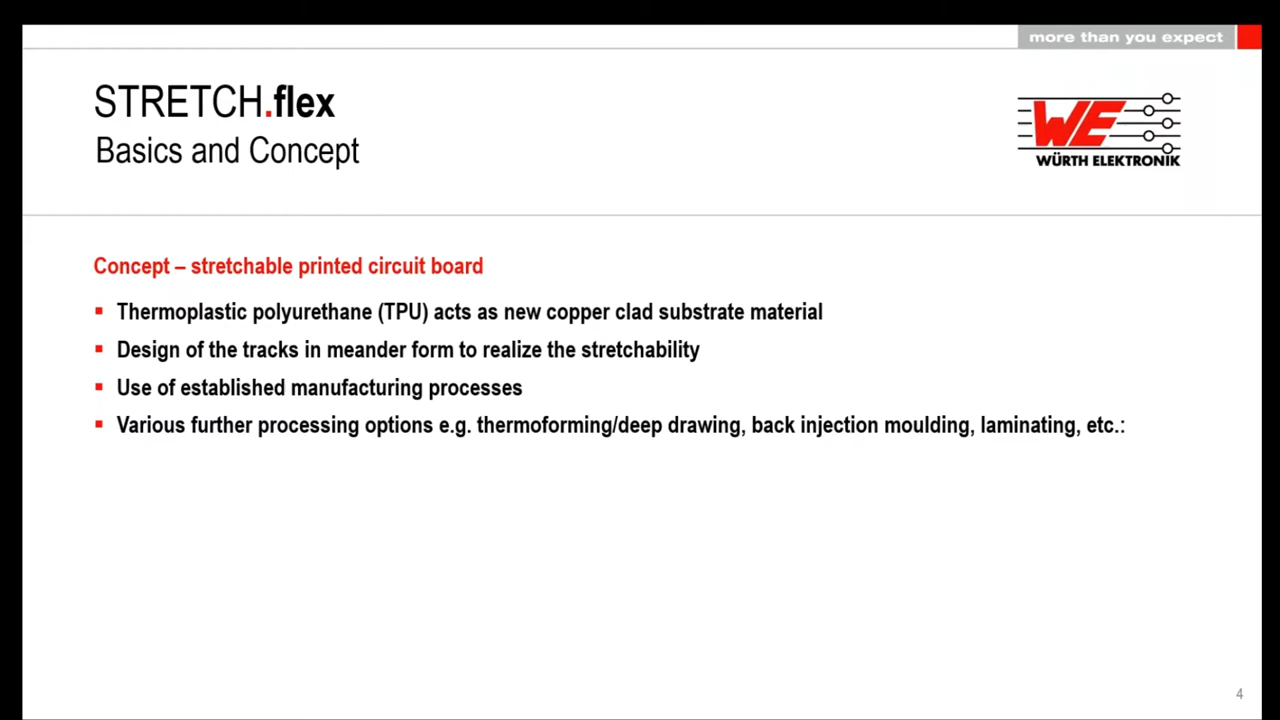 more than you expect
STRETCH.flex
Basics and Concept
WE
WÜRTH ELEKTRONIK
Concept – stretchable printed circuit board
▪ Thermoplastic polyurethane (TPU) acts as new copper clad substrate material
▪ Design of the tracks in meander form to realize the stretchability
▪ Use of established manufacturing processes
▪ Various further processing options e.g. thermoforming/deep drawing, back injection moulding, laminating, etc.:
4